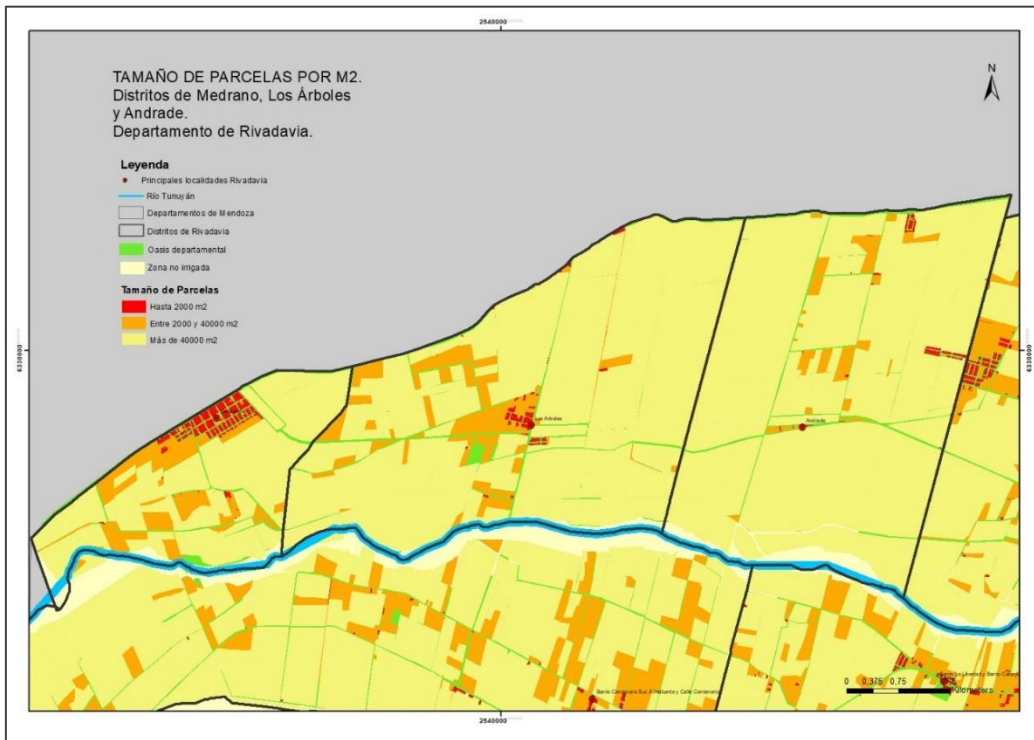 2540000
TAMAÑO DE PARCELAS POR M2.
Distritos de Medrano, Los Árboles
y Andrade.
Departamento de Rivadavia.
N
Leyenda
Principales localidades Rivadavia
Río Tunuyán
Departamentos de Mendoza
Distritos de Rivadavia
Oasis departamental
Zona no irrigada
Tamaño de Parcelas
Hasta 2000 m2
Entre 2000 y 40000 m2
Más de 40000 m2
6330000
6330000
Los Árboles
Andrade
0 0,375 0,75 1,5
Kilometers
2540000